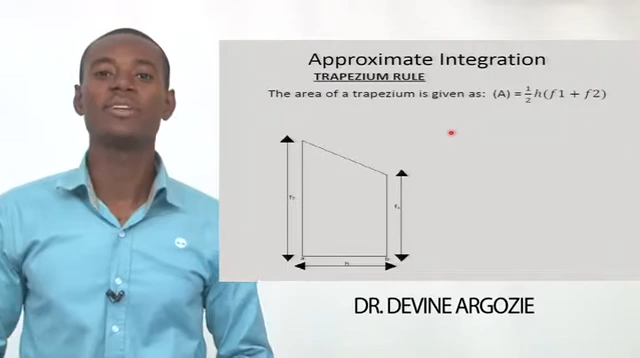 Approximate Integration
TRAPEZIUM RULE
The area of a trapezium is given as: (A) = ½h(f1 + f2)
h
DR. DEVINE ARGOZIE